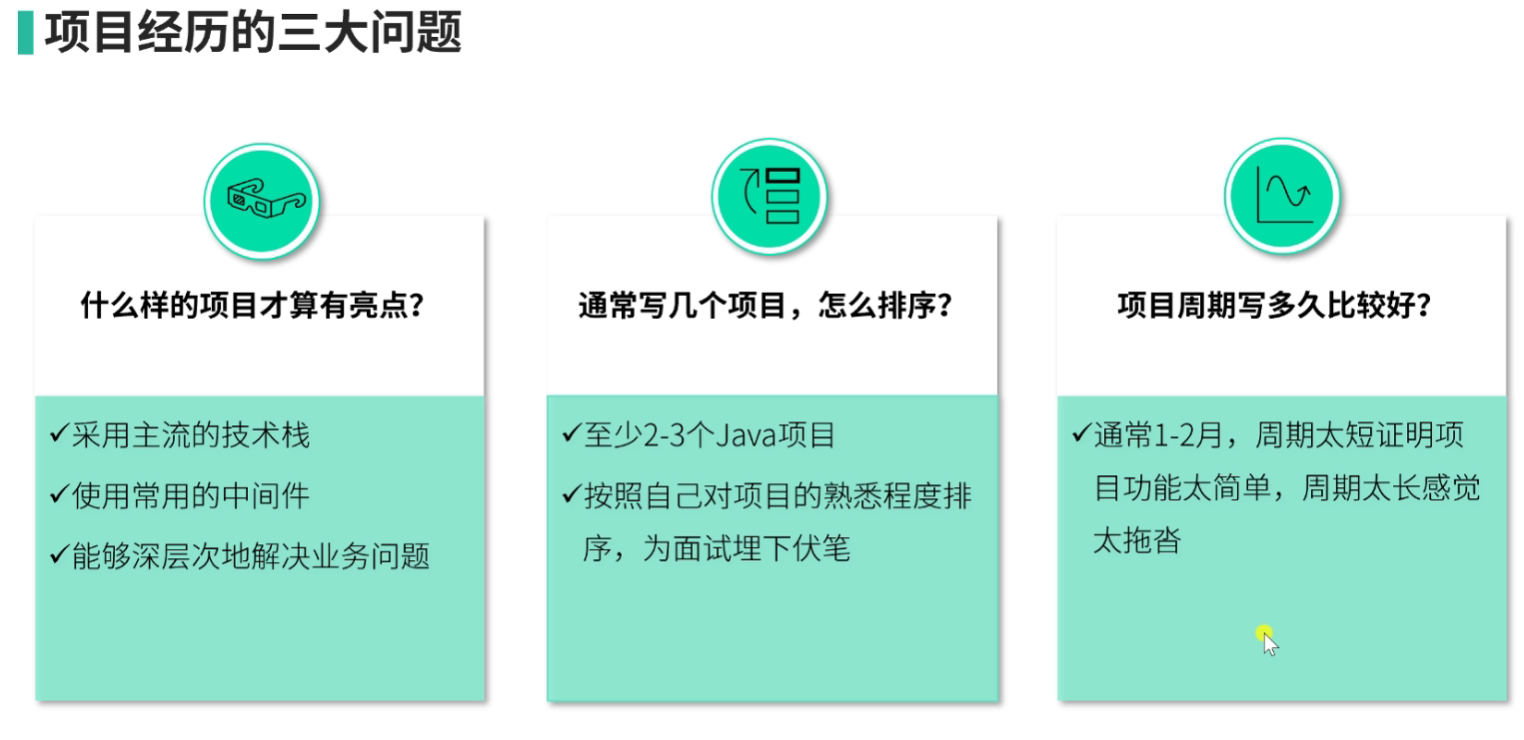 项目经历的三大问题
什么样的项目才算有亮点?
✓采用主流的技术栈
✓使用常用的中间件
✓能够深层次地解决业务问题
通常写几个项目，怎么排序?
✓至少2-3个Java项目
✓按照自己对项目的熟悉程度排
序，为面试埋下伏笔
项目周期写多久比较好?
✓通常1-2月，周期太短证明项
目功能太简单，周期太长感觉
太拖沓